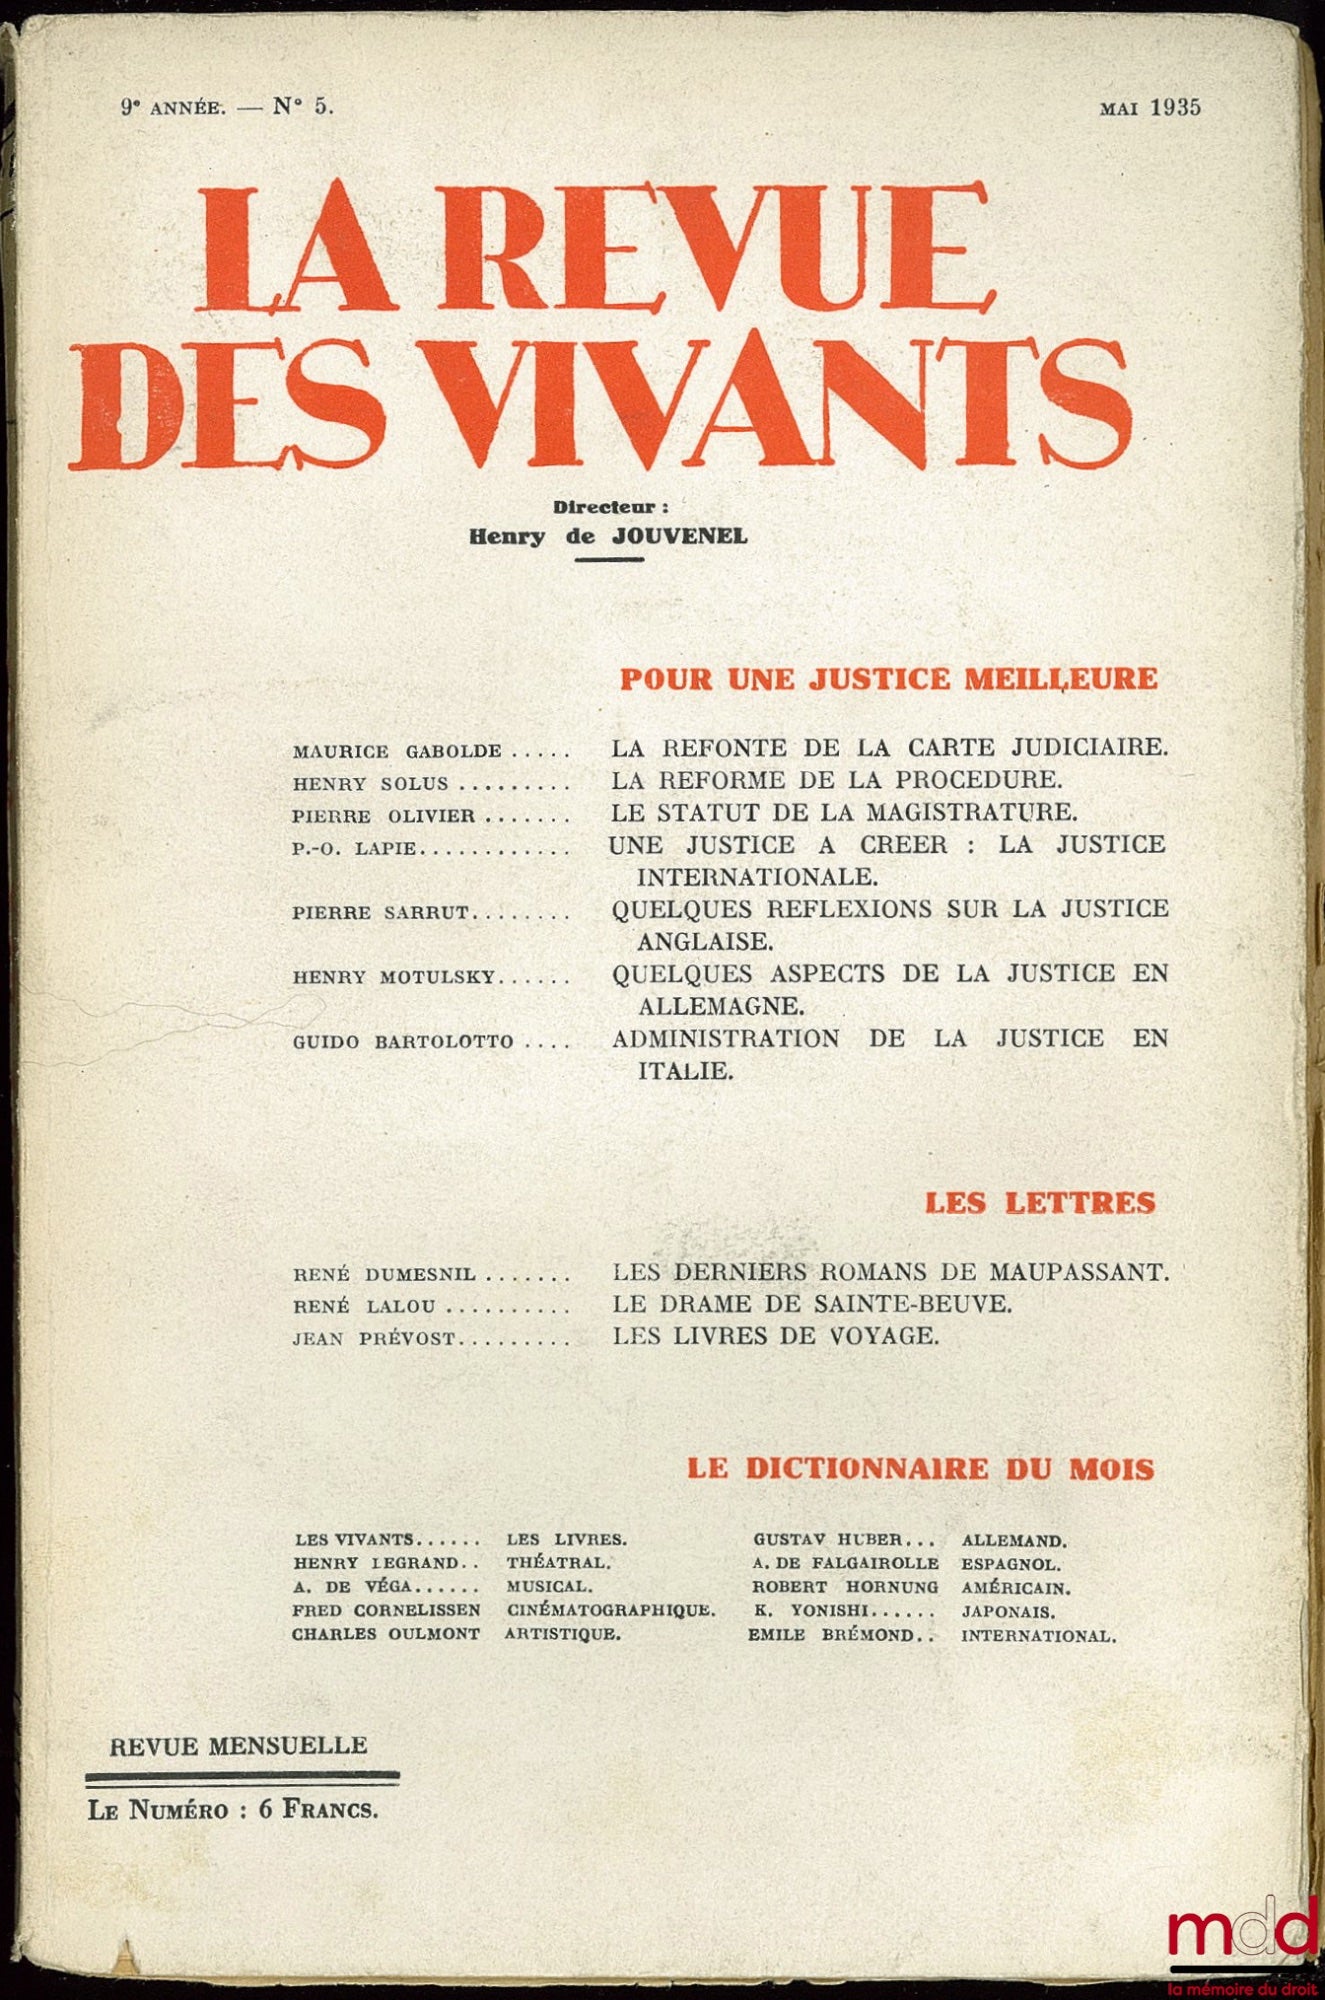 9e ANNÉE. — N° 5.
MAI 1935
LA REVUE
DES VIVANTS
Directeur :
Henry de JOUVENEL
POUR UNE JUSTICE MEILLEURE
MAURICE GABOLDE ..... LA REFONTE DE LA CARTE JUDICIAIRE.
HENRY SOLUS ......... LA REFORME DE LA PROCEDURE.
PIERRE OLIVIER ....... LE STATUT DE LA MAGISTRATURE.
P.-O. LAPIE............ UNE JUSTICE A CREER : LA JUSTICE
INTERNATIONALE.
PIERRE SARRUT........ QUELQUES REFLEXIONS SUR LA JUSTICE
ANGLAISE.
HENRY MOTULSKY...... QUELQUES ASPECTS DE LA JUSTICE EN
ALLEMAGNE.
GUIDO BARTOLOTTO .... ADMINISTRATION DE LA JUSTICE EN
ITALIE.
LES LETTRES
RENÉ DUMESNIL ....... LES DERNIERS ROMANS DE MAUPASSANT.
RENÉ LALOU .......... LE DRAME DE SAINTE-BEUVE.
JEAN PRÉVOST......... LES LIVRES DE VOYAGE.
LE DICTIONNAIRE DU MOIS
LES VIVANTS...... LES LIVRES.
HENRY LEGRAND.. THÉATRAL.
A. DE VÉGA...... MUSICAL.
FRED CORNELISSEN CINÉMATOGRAPHIQUE.
CHARLES OULMONT ARTISTIQUE.
GUSTAV HUBER... ALLEMAND.
A. DE FALGAIROLLE ESPAGNOL.
ROBERT HORNUNG AMÉRICAIN.
K. YONISHI...... JAPONAIS.
EMILE BRÉMOND.. INTERNATIONAL.
REVUE MENSUELLE
LE NUMÉRO : 6 FRANCS.
mdd
la mémoire du droit